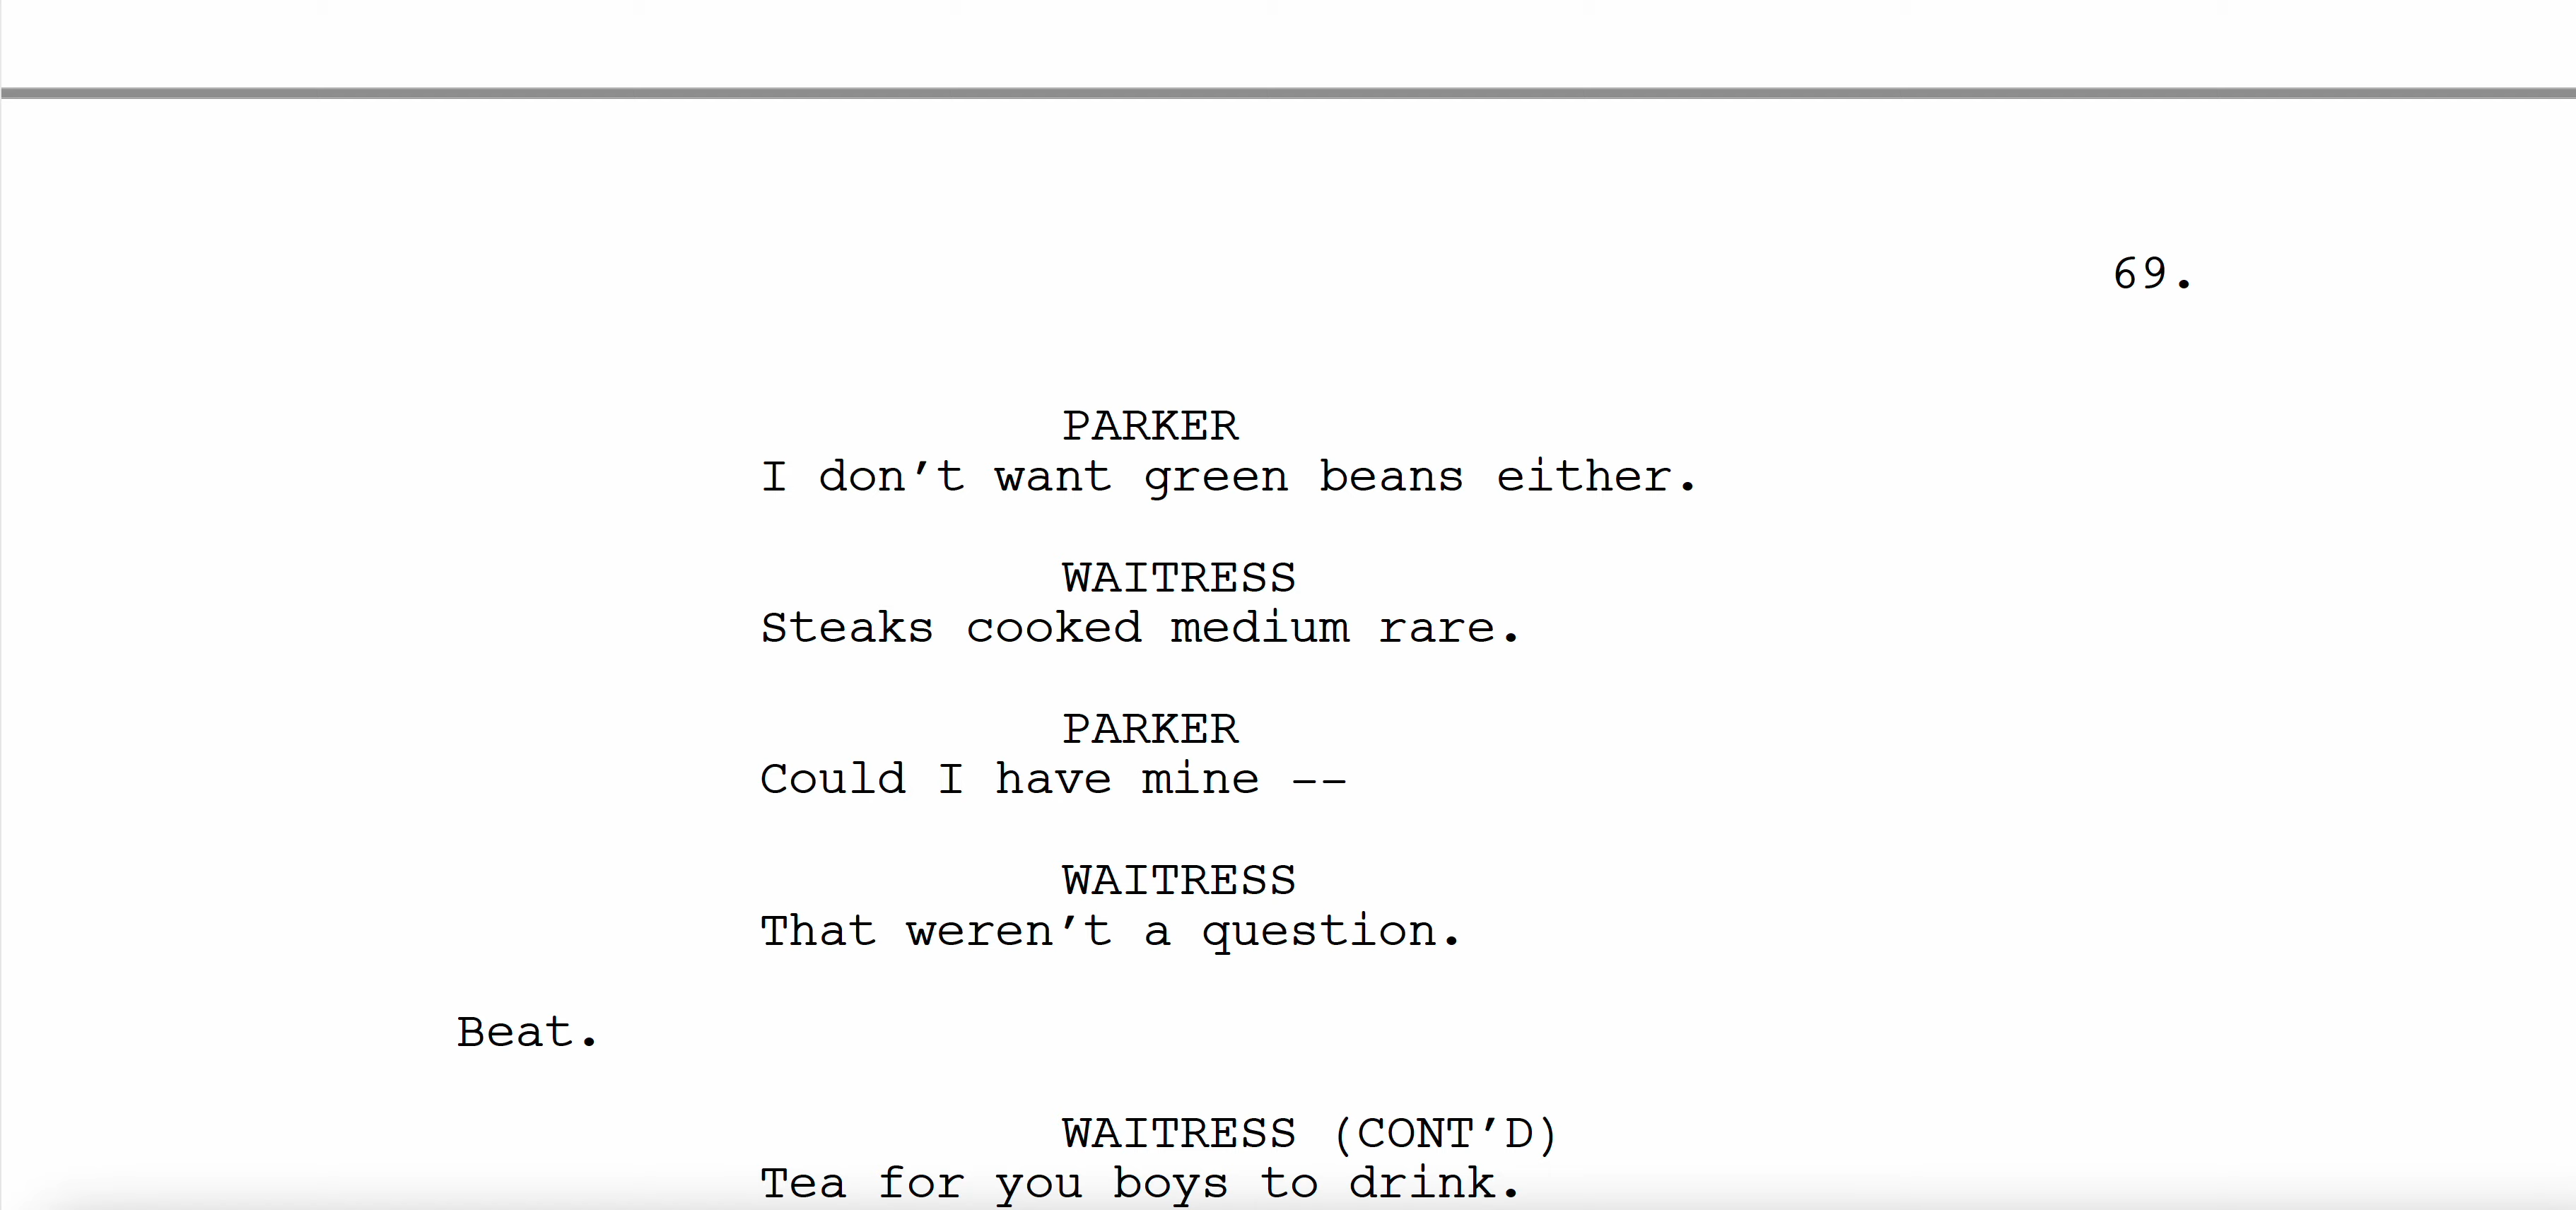 69.
PARKER
I don’t want green beans either.
WAITRESS
Steaks cooked medium rare.
PARKER
Could I have mine --
WAITRESS
That weren’t a question.
Beat.
WAITRESS (CONT’D)
Tea for you boys to drink.